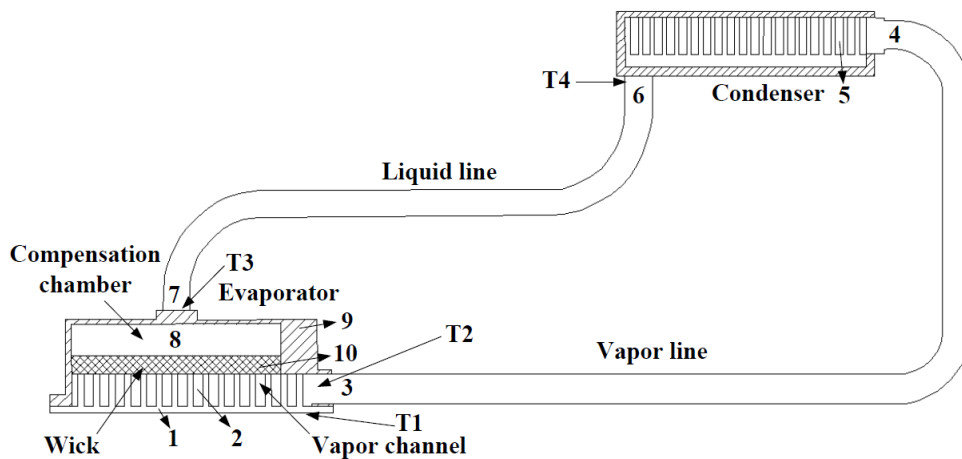 4
T4
6
Condenser 5
Liquid line
Compensation
chamber
T3
7
Evaporator
8
9
10
T2
Vapor line
3
T1
Wick
1
2
Vapor channel